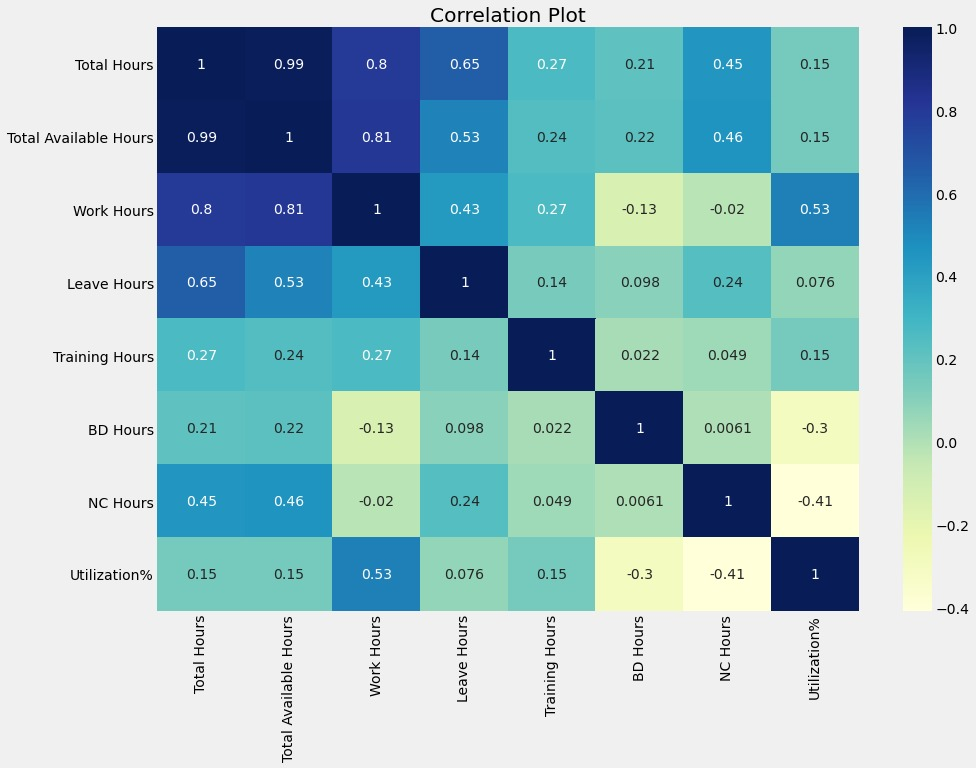 Correlation Plot
Total Hours 1 0.99 0.8 0.65 0.27 0.21 0.45 0.15
Total Available Hours 0.99 1 0.81 0.53 0.24 0.22 0.46 0.15
Work Hours 0.8 0.81 1 0.43 0.27 -0.13 -0.02 0.53
Leave Hours 0.65 0.53 0.43 1 0.14 0.098 0.24 0.076
Training Hours 0.27 0.24 0.27 0.14 1 0.022 0.049 0.15
BD Hours 0.21 0.22 -0.13 0.098 0.022 1 0.0061 -0.3
NC Hours 0.45 0.46 -0.02 0.24 0.049 0.0061 1 -0.41
Utilization% 0.15 0.15 0.53 0.076 0.15 -0.3 -0.41 1
Total Hours
Total Available Hours
Work Hours
Leave Hours
Training Hours
BD Hours
NC Hours
Utilization%
1.0
0.8
0.6
0.4
0.2
0.0
−0.2
−0.4